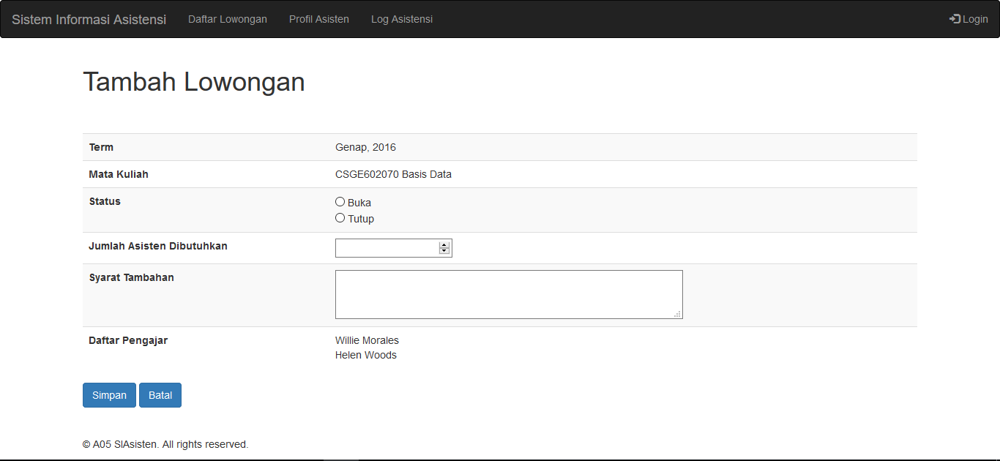 Sistem Informasi Asistensi Daftar Lowongan Profil Asisten Log Asistensi Login
Tambah Lowongan
Term Genap, 2016
Mata Kuliah CSGE602070 Basis Data
Status Buka
Tutup
Jumlah Asisten Dibutuhkan
Syarat Tambahan
Daftar Pengajar Willie Morales
Helen Woods
Simpan Batal
© A05 SIAsisten. All rights reserved.